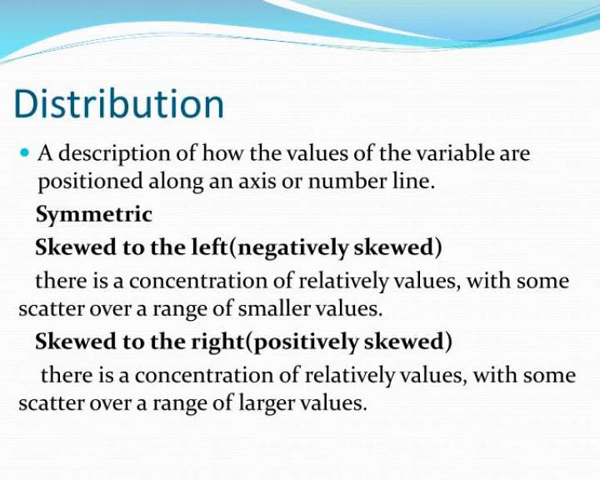 Distribution
• A description of how the values of the variable are
positioned along an axis or number line.
Symmetric
Skewed to the left(negatively skewed)
there is a concentration of relatively values, with some
scatter over a range of smaller values.
Skewed to the right(positively skewed)
there is a concentration of relatively values, with some
scatter over a range of larger values.